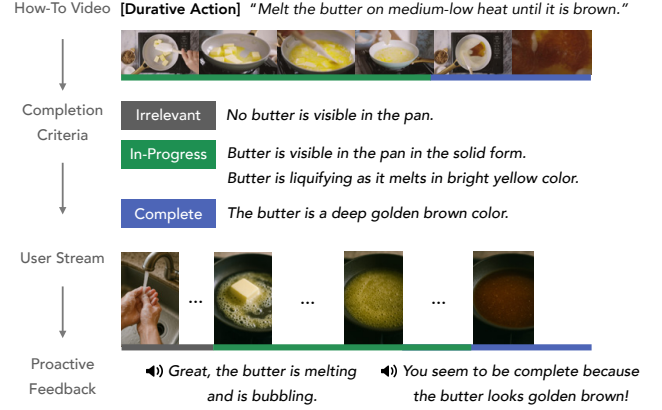 How-To Video [Durative Action] "Melt the butter on medium-low heat until it is brown."
Completion
Criteria
Irrelevant No butter is visible in the pan.
In-Progress Butter is visible in the pan in the solid form.
Butter is liquifying as it melts in bright yellow color.
Complete The butter is a deep golden brown color.
User Stream
... ... ...
Proactive
Feedback
Great, the butter is melting
and is bubbling.
You seem to be complete because
the butter looks golden brown!